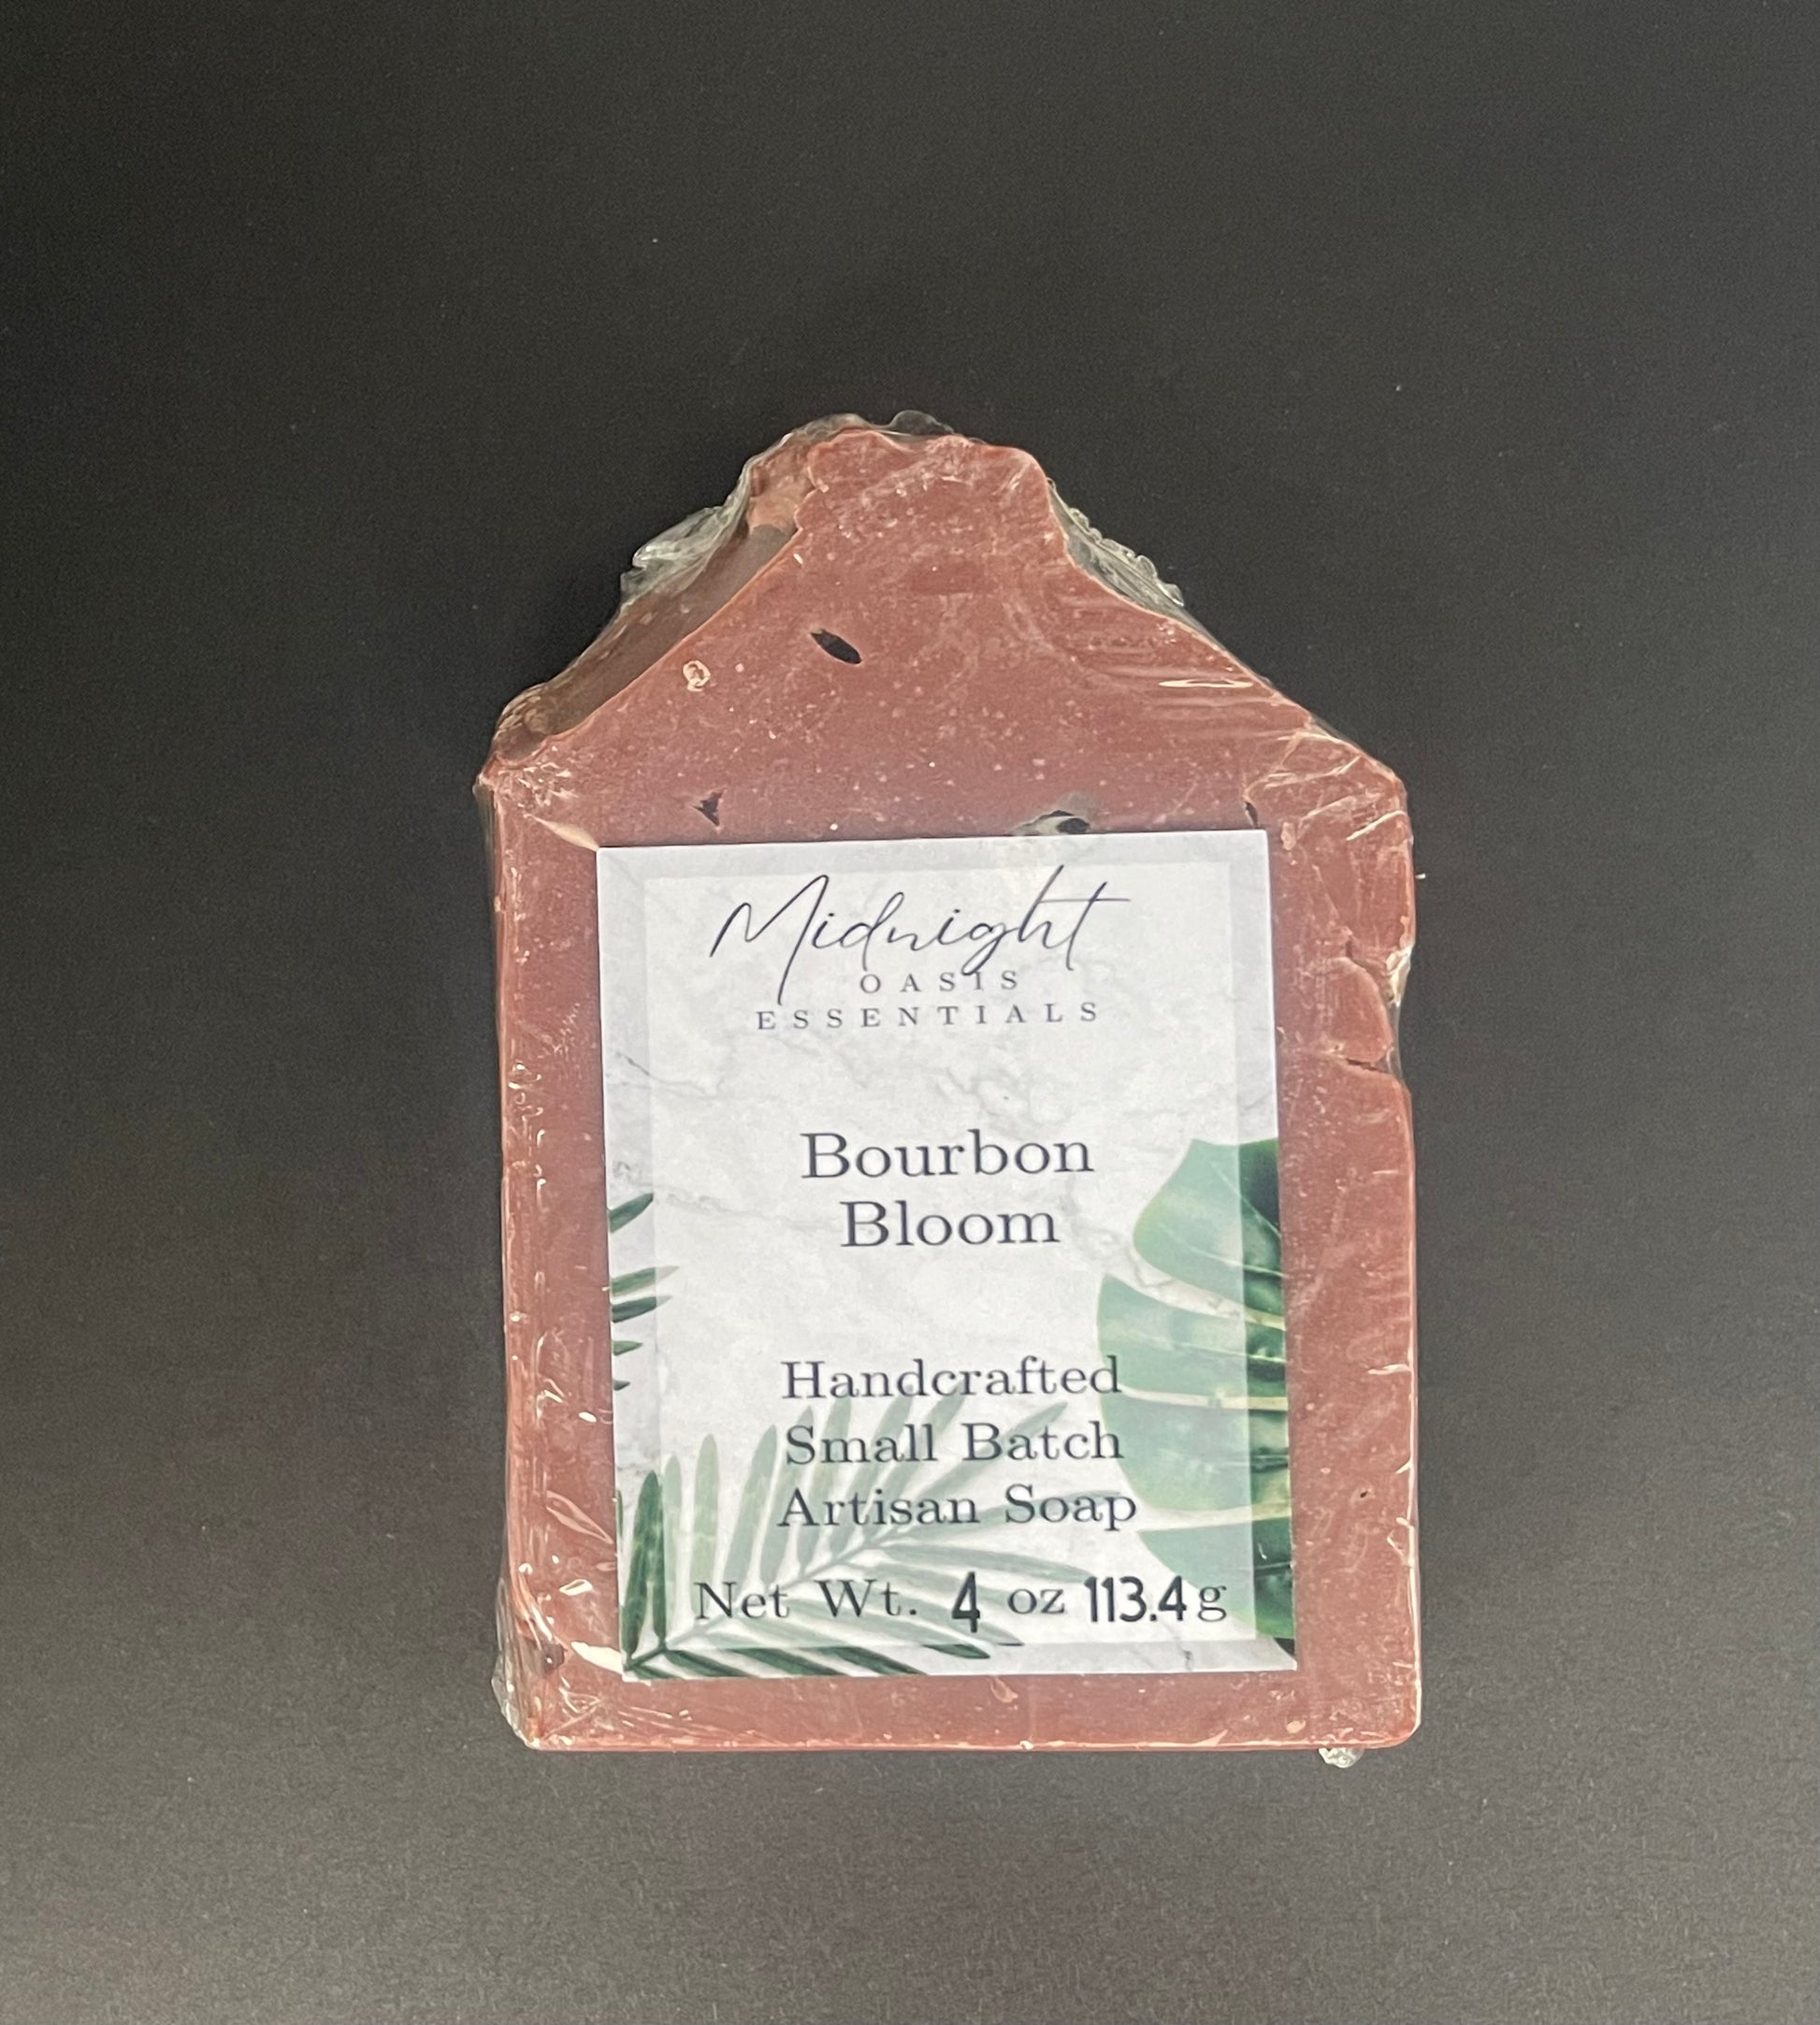 Midnight
OASIS
ESSENTIALS
Bourbon
Bloom
Handcrafted
Small Batch
Artisan Soap
Net Wt. 4 oz 113.4g